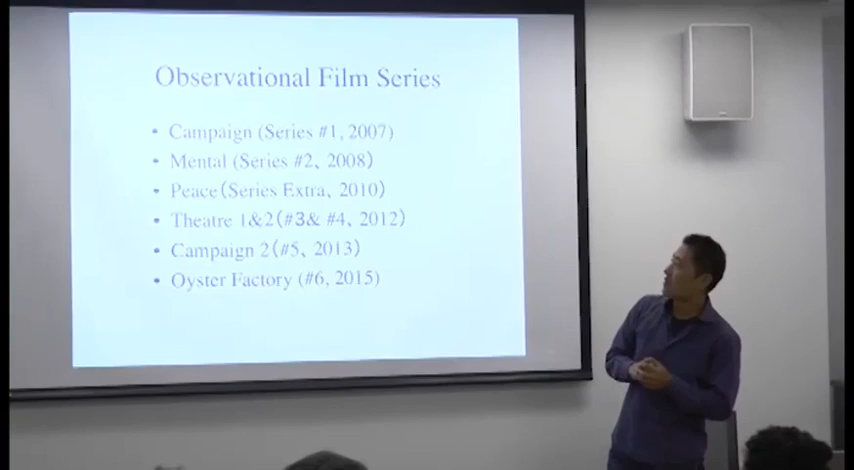 Observational Film Series
• Campaign (Series #1, 2007)
• Mental (Series #2, 2008)
• Peace(Series Extra、2010)
• Theatre 1&2(#3& #4、2012)
• Campaign 2(#5、2013)
• Oyster Factory (#6, 2015)